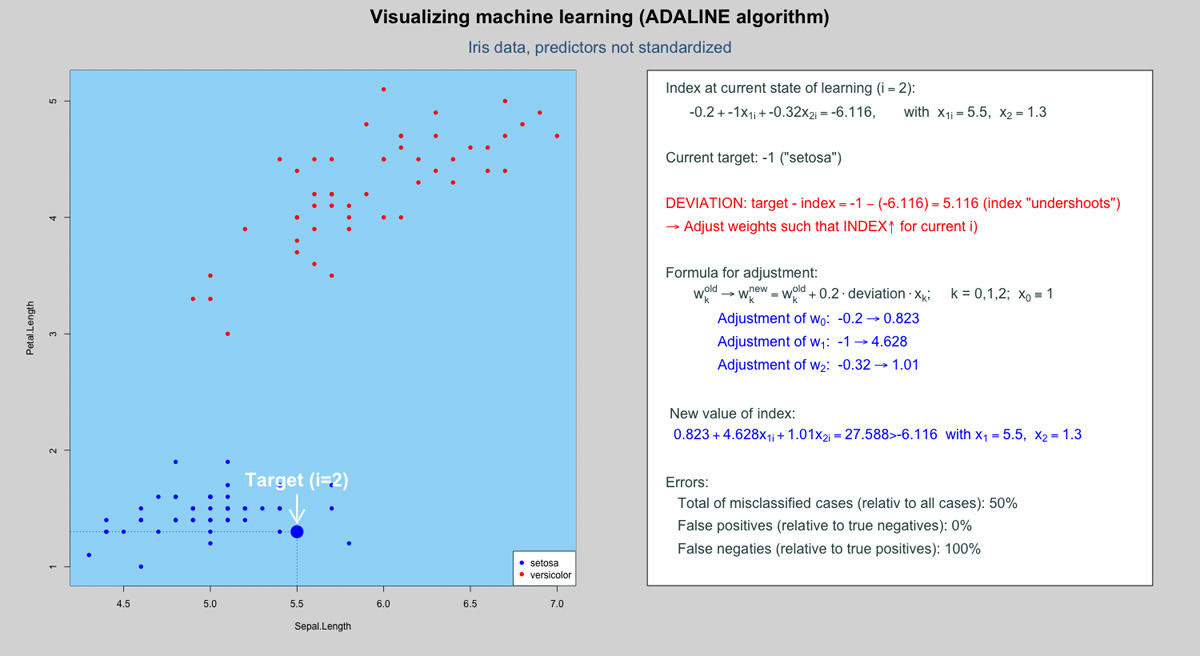 Visualizing machine learning (ADALINE algorithm)
Iris data, predictors not standardized
Petal.Length
5
4
3
2
1
Target (i=2)
setosa
versicolor
4.5 5.0 5.5 6.0 6.5 7.0
Sepal.Length
Index at current state of learning (i = 2):
-0.2 + -1x₁ᵢ + -0.32x₂ᵢ = -6.116, with x₁ᵢ = 5.5, x₂ = 1.3
Current target: -1 ("setosa")
DEVIATION: target - index = -1 – (-6.116) = 5.116 (index "undershoots")
→ Adjust weights such that INDEX↑ for current i)
Formula for adjustment:
wₖᵒˡᵈ → wₖⁿᵉʷ = wₖᵒˡᵈ + 0.2 · deviation · xₖ; k = 0,1,2; x₀ ≡ 1
Adjustment of w₀: -0.2 → 0.823
Adjustment of w₁: -1 → 4.628
Adjustment of w₂: -0.32 → 1.01
New value of index:
0.823 + 4.628x₁ᵢ + 1.01x₂ᵢ = 27.588>-6.116 with x₁ = 5.5, x₂ = 1.3
Errors:
Total of misclassified cases (relativ to all cases): 50%
False positives (relative to true negatives): 0%
False negaties (relative to true positives): 100%